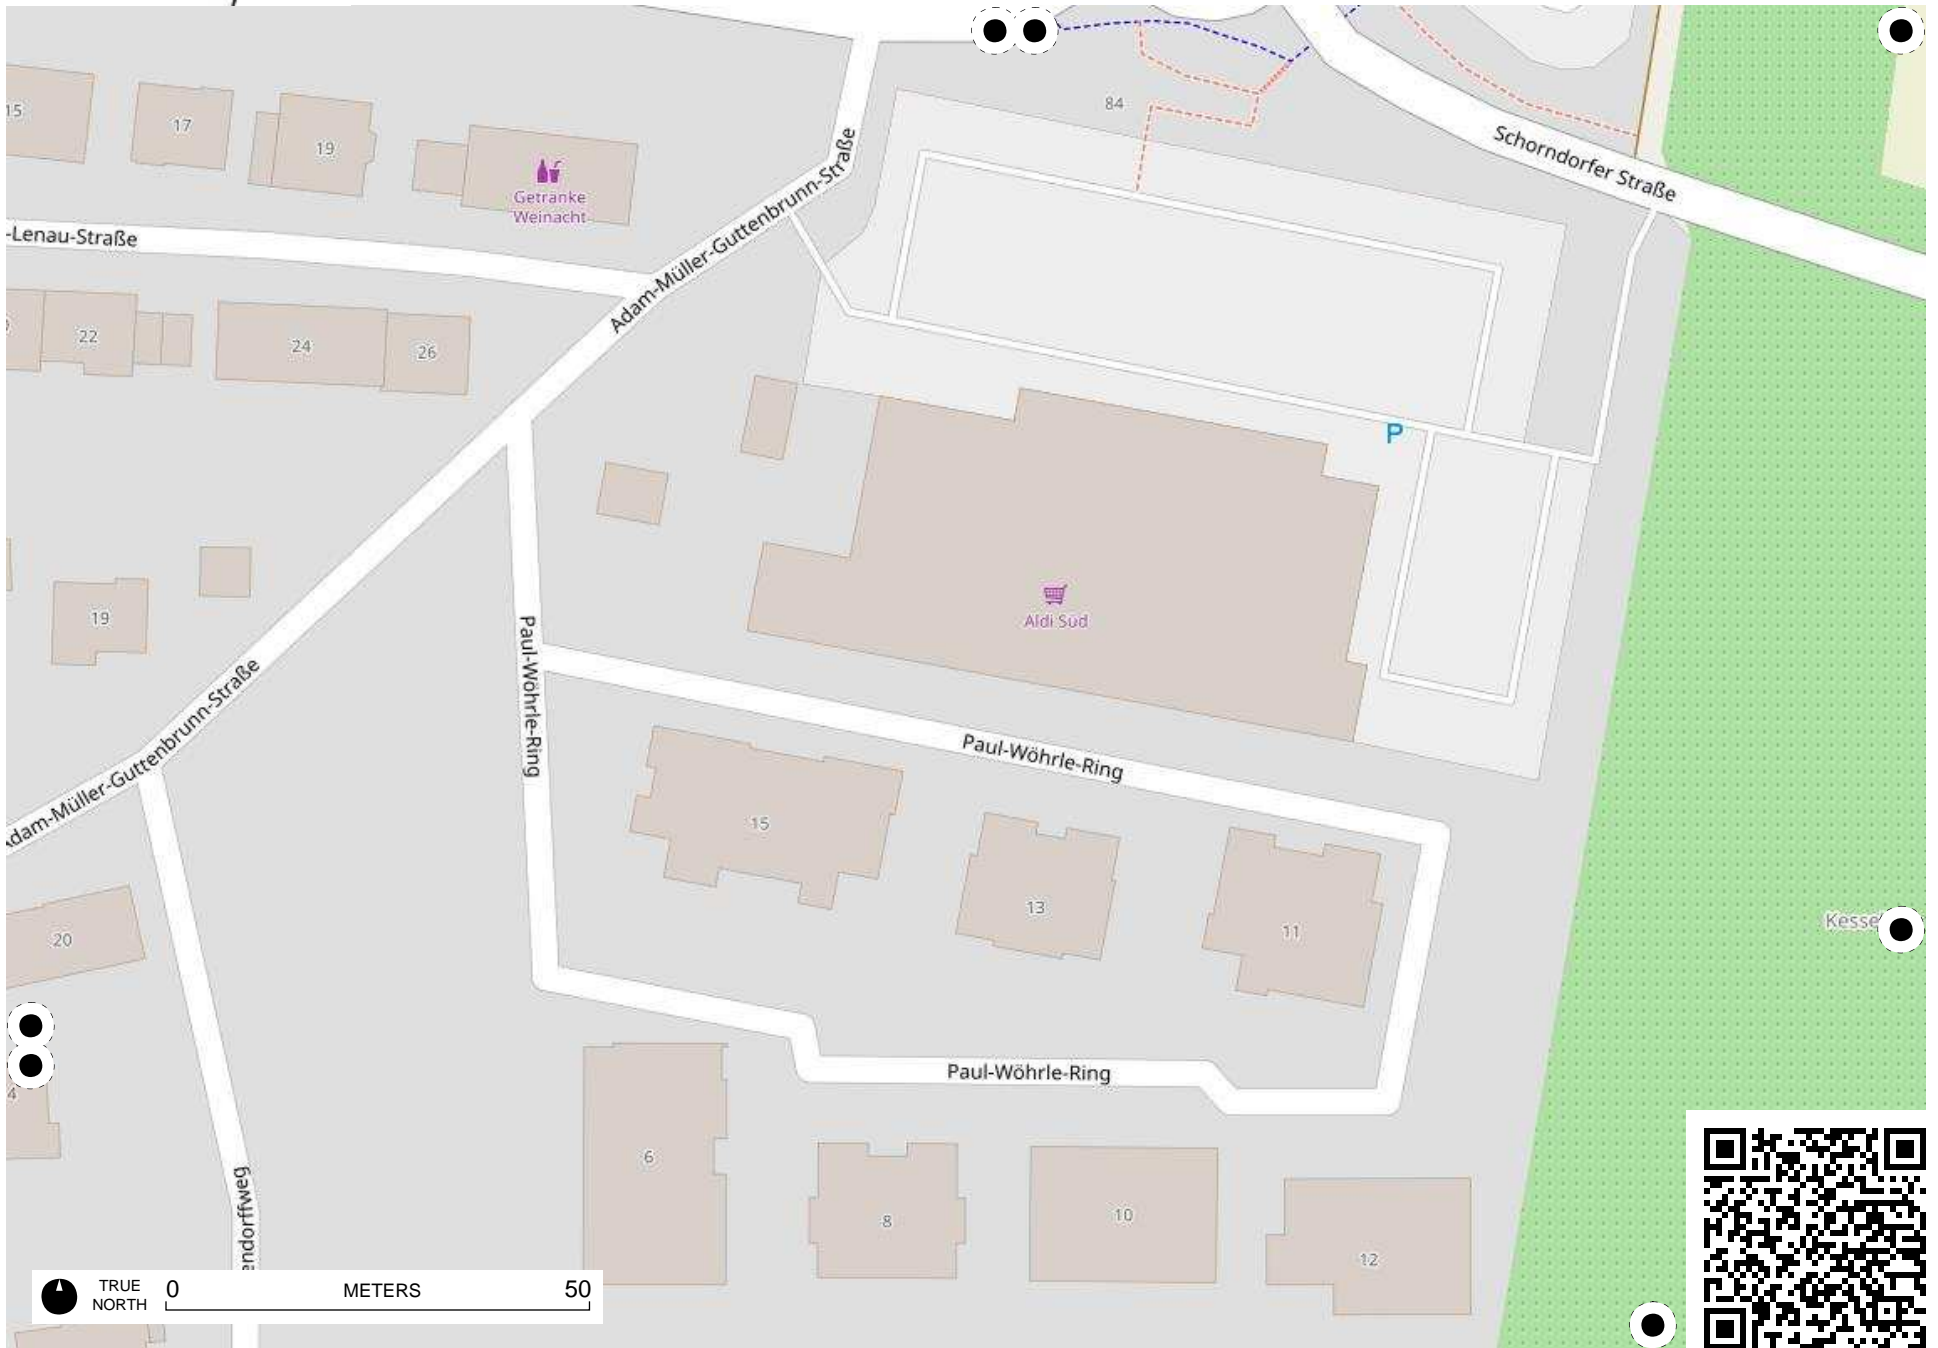 84
15
17
19
Getranke
Weinacht
Schorndorfer Straße
-Lenau-Straße
Adam-Müller-Guttenbrunn-Straße
22
24
26
P
19
Aldi Süd
Paul-Wöhrle-Ring
Adam-Müller-Guttenbrunn-Straße
Paul-Wöhrle-Ring
15
13
11
20
Kesse
4
Paul-Wöhrle-Ring
6
8
10
12
endorffweg
TRUE
NORTH
0 METERS 50